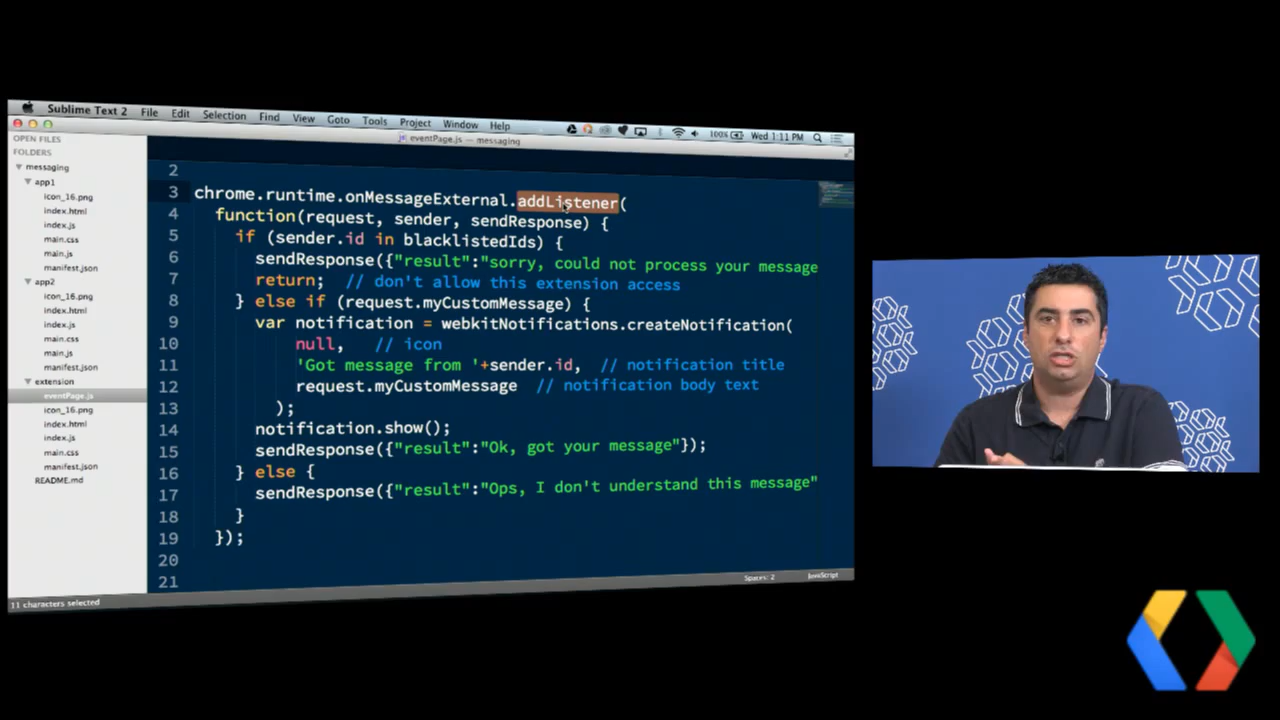 Sublime Text 2 File Edit Selection Find View Goto Tools Project Window Help 100% Wed 1:11 PM
eventPage.js — messaging
OPEN FILES
FOLDERS
messaging
app1
icon_16.png
index.html
index.js
main.css
main.js
manifest.json
app2
icon_16.png
index.html
index.js
main.css
main.js
manifest.json
extension
eventPage.js
icon_16.png
index.html
index.js
main.css
manifest.json
README.md
2
3 chrome.runtime.onMessageExternal.addListener(
4 function(request, sender, sendResponse) {
5 if (sender.id in blacklistedIds) {
6 sendResponse({"result":"sorry, could not process your message
7 return; // don't allow this extension access
8 } else if (request.myCustomMessage) {
9 var notification = webkitNotifications.createNotification(
10 null, // icon
11 'Got message from '+sender.id, // notification title
12 request.myCustomMessage // notification body text
13 );
14 notification.show();
15 sendResponse({"result":"Ok, got your message"});
16 } else {
17 sendResponse({"result":"Ops, I don't understand this message"
18 }
19 });
20
21
11 characters selected
Spaces: 2 JavaScript